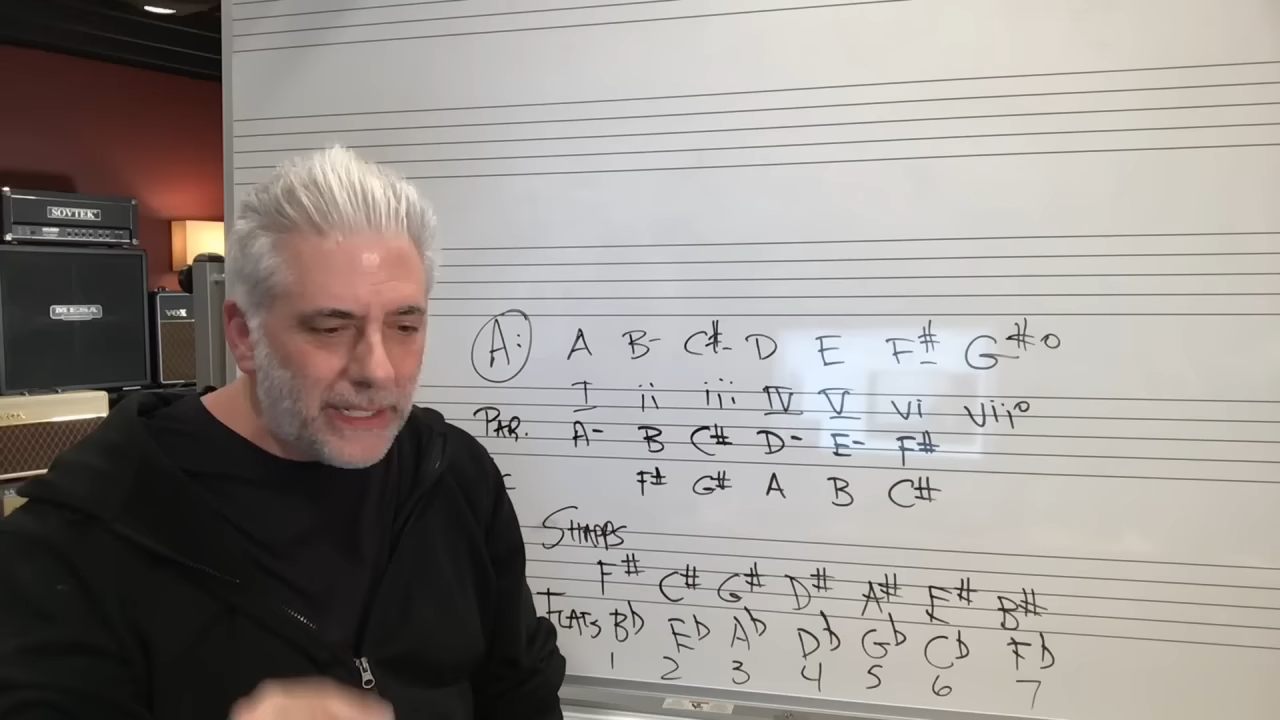 SOVTEK
MESA
VOX
A: A B- C#- D E F#- G#o
I ii iii IV V vi viio
PAR. A- B C# D- E- F#
F# G# A B C#
SHARPS
F# C# G# D# A# E# B#
FLATS Bb Eb Ab Db Gb Cb Fb
1 2 3 4 5 6 7